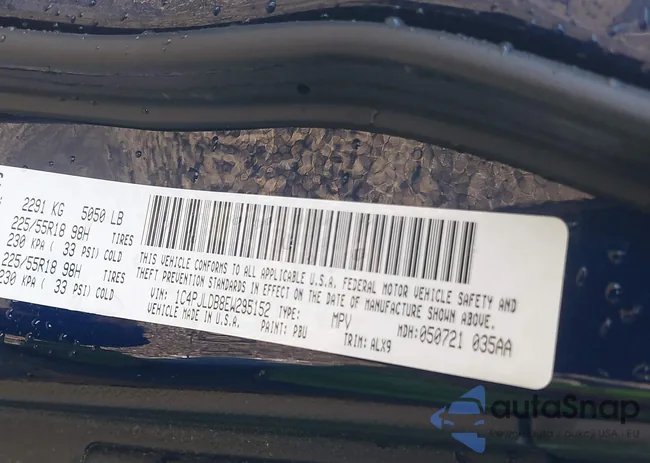 2291 KG 5050 LB
225/55R18 98H TIRES
230 KPA ( 33 PSI) COLD
225/55R18 98H TIRES
230 KPA ( 33 PSI) COLD
THIS VEHICLE CONFORMS TO ALL APPLICABLE U.S.A. FEDERAL MOTOR VEHICLE SAFETY AND
THEFT PREVENTION STANDARDS IN EFFECT ON THE DATE OF MANUFACTURE SHOWN ABOVE.
VIN: 1C4PJLDB8EW295152 TYPE: MPV MDH:050721 035AA
MADE IN U.S.A. PAINT: PBU TRIM:ALX9
autoSnap